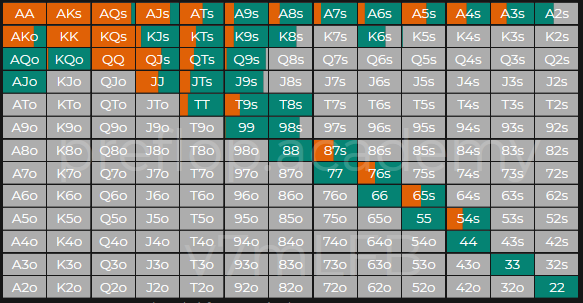 AA AKs AQs AJs ATs A9s A8s A7s A6s A5s A4s A3s A2s
AKo KK KQs KJs KTs K9s K8s K7s K6s K5s K4s K3s K2s
AQo KQo QQ QJs QTs Q9s Q8s Q7s Q6s Q5s Q4s Q3s Q2s
AJo KJo QJo JJ JTs J9s J8s J7s J6s J5s J4s J3s J2s
ATo KTo QTo JTo TT T9s T8s T7s T6s T5s T4s T3s T2s
A9o K9o Q9o J9o T9o 99 98s 97s 96s 95s 94s 93s 92s
A8o K8o Q8o J8o T8o 98o 88 87s 86s 85s 84s 83s 82s
preflop.academy
A7o K7o Q7o J7o T7o 97o 87o 77 76s 75s 74s 73s 72s
A6o K6o Q6o J6o T6o 96o 86o 76o 66 65s 64s 63s 62s
A5o K5o Q5o J5o T5o 95o 85o 75o 65o 55 54s 53s 52s
A4o K4o Q4o J4o T4o 94o 84o 74o 64o 54o 44 43s 42s
A3o K3o Q3o J3o T3o 93o 83o 73o 63o 53o 43o 33 32s
A2o K2o Q2o J2o T2o 92o 82o 72o 62o 52o 42o 32o 22